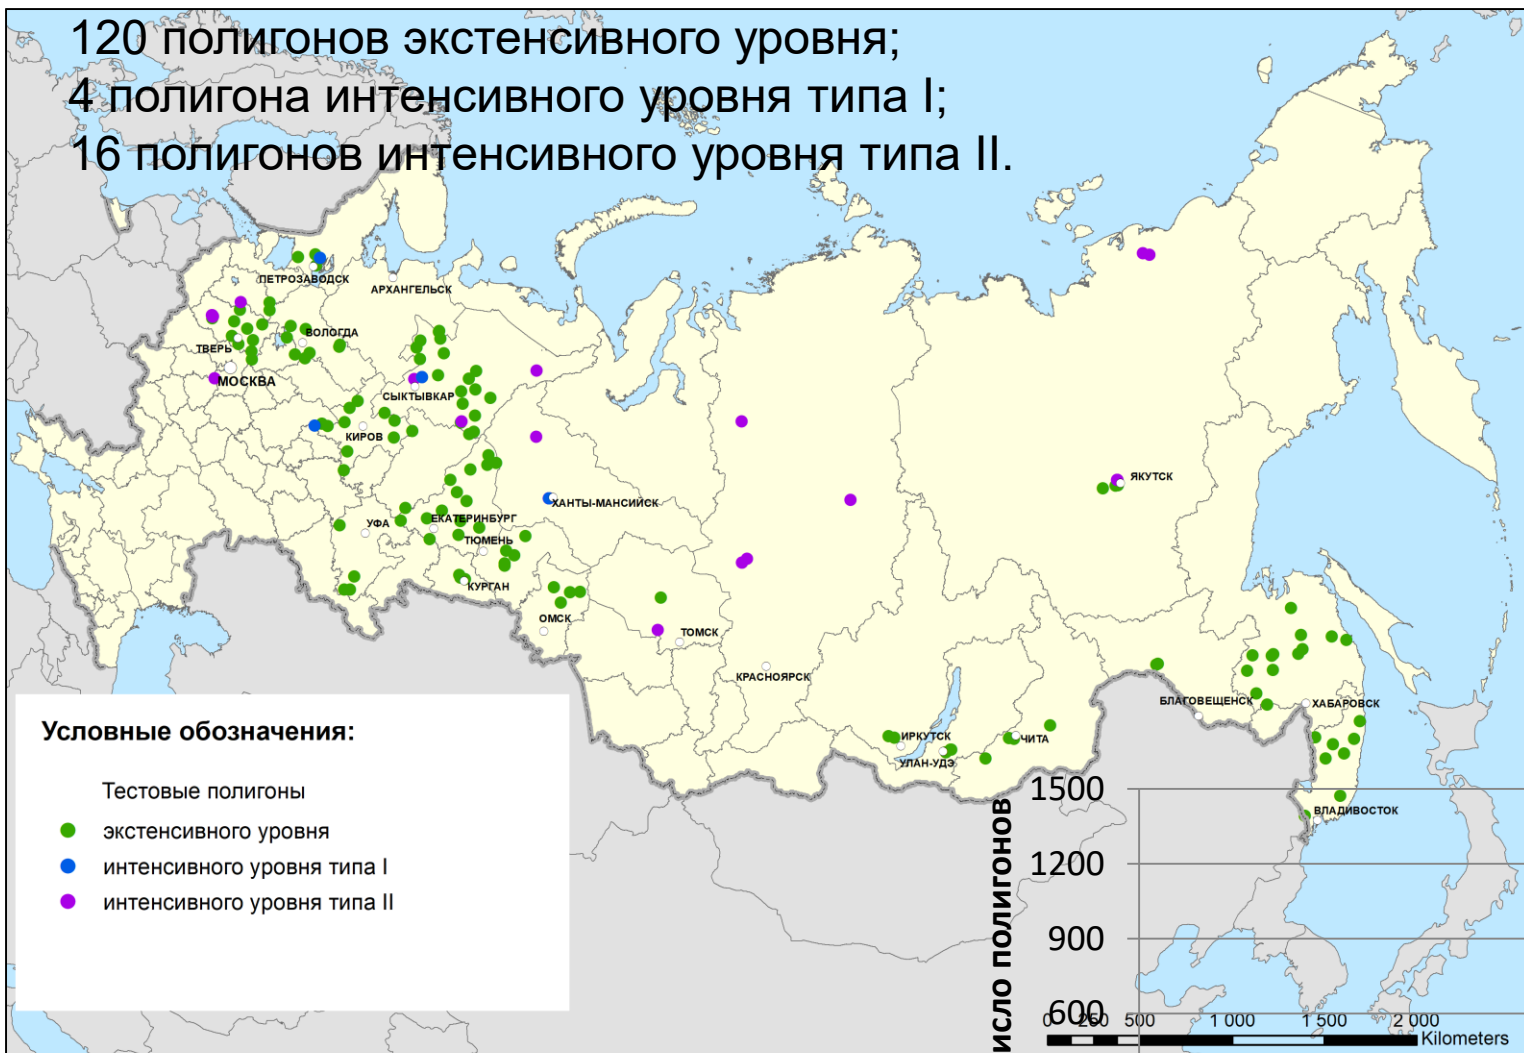 120 полигонов экстенсивного уровня;
4 полигона интенсивного уровня типа I;
16 полигонов интенсивного уровня типа II.
ПЕТРОЗАВОДСК
АРХАНГЕЛЬСК
ВОЛОГДА
ТВЕРЬ
МОСКВА
СЫКТЫВКАР
КИРОВ
ЯКУТСК
ХАНТЫ-МАНСИЙСК
УФА
ЕКАТЕРИНБУРГ
ТЮМЕНЬ
КУРГАН
ОМСК
ТОМСК
КРАСНОЯРСК
БЛАГОВЕЩЕНСК
ХАБАРОВСК
ИРКУТСК
ЧИТА
УЛАН-УДЭ
ВЛАДИВОСТОК
Условные обозначения:
Тестовые полигоны
экстенсивного уровня
интенсивного уровня типа I
интенсивного уровня типа II
исло полигонов
1500
1200
900
600
0 250 500 1 000 1 500 2 000
Kilometers